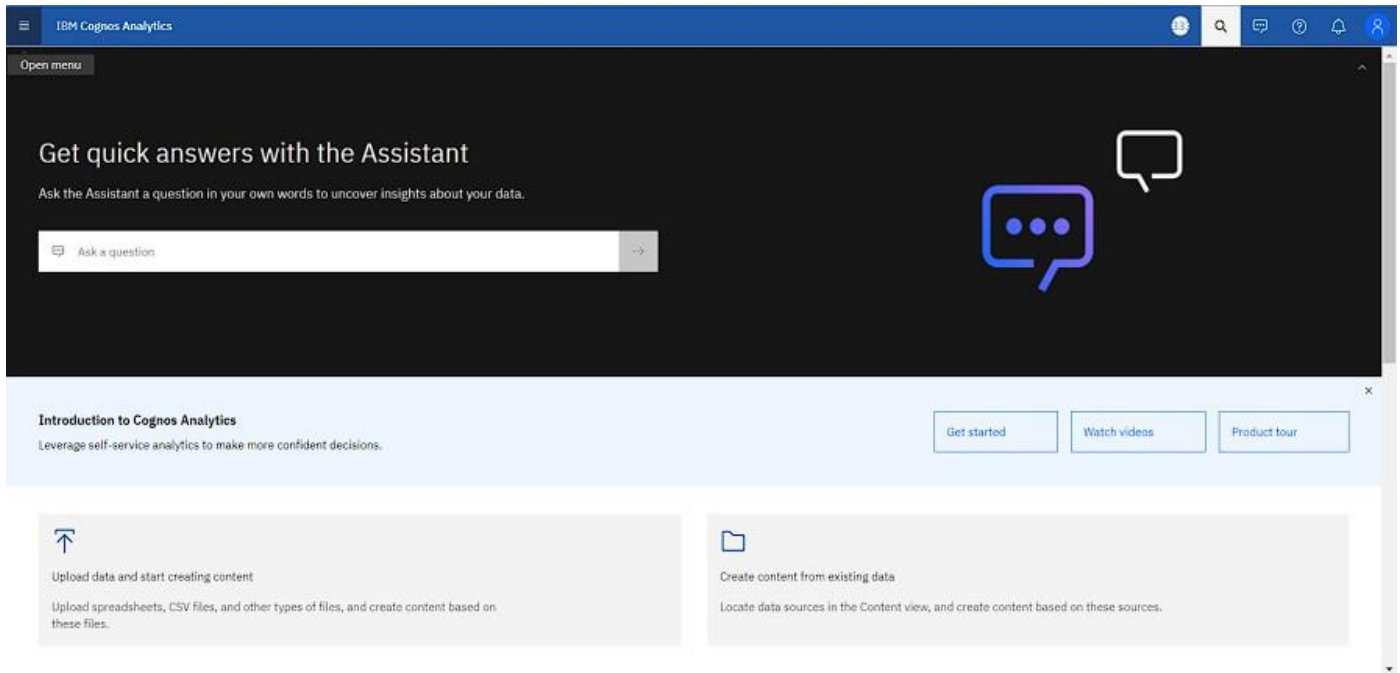 IBM Cognos Analytics
Open menu
Get quick answers with the Assistant
Ask the Assistant a question in your own words to uncover insights about your data.
Ask a question
Introduction to Cognos Analytics
Leverage self-service analytics to make more confident decisions.
Get started
Watch videos
Product tour
Upload data and start creating content
Upload spreadsheets, CSV files, and other types of files, and create content based on
these files.
Create content from existing data
Locate data sources in the Content view, and create content based on these sources.